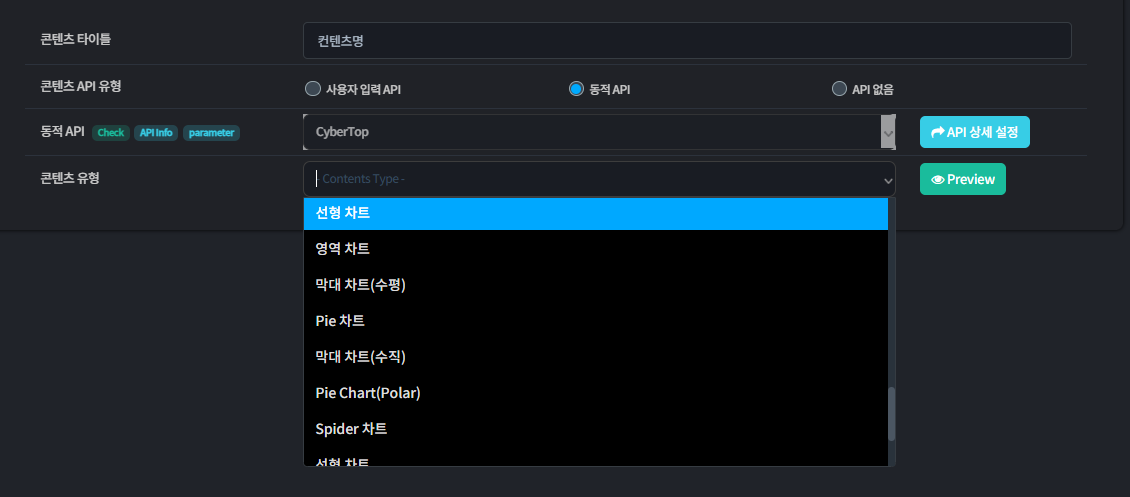 콘텐츠 타이틀 컨텐츠명
콘텐츠 API 유형 사용자 입력 API 동적 API API 없음
동적 API Check API Info parameter CyberTop API 상세 설정
콘텐츠 유형 - Contents Type - Preview
선형 차트
영역 차트
막대 차트(수평)
Pie 차트
막대 차트(수직)
Pie Chart(Polar)
Spider 차트
선형 차트